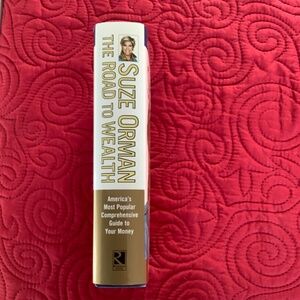 SUZE ORMAN
THE ROAD TO WEALTH
America's
Most Popular
Comprehensive
Guide to
Your Money
R